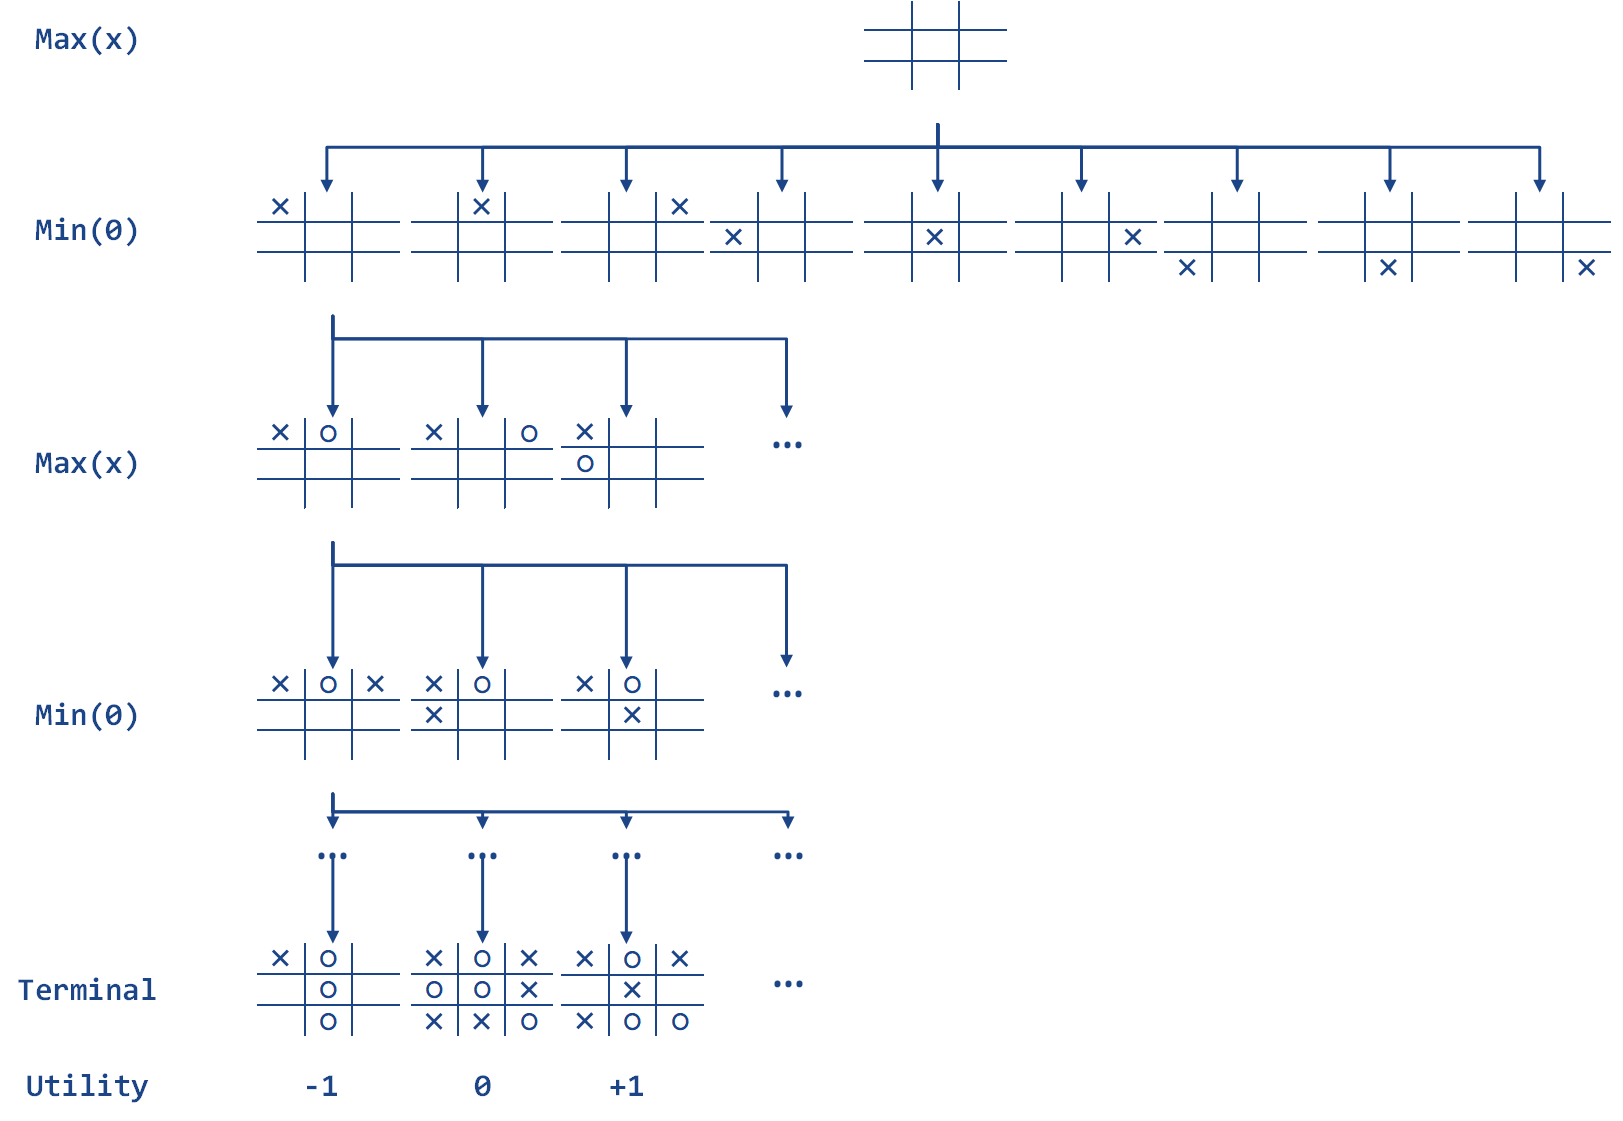 Max(x)
Min(0)
× × × × × × × × ×
Max(x)
× o × o × o ...
Min(0)
× o × × o × × o × ...
... ... ... ...
Terminal
× o × o × × o ×
o o o × × ...
o × × o × o o
Utility -1 0 +1